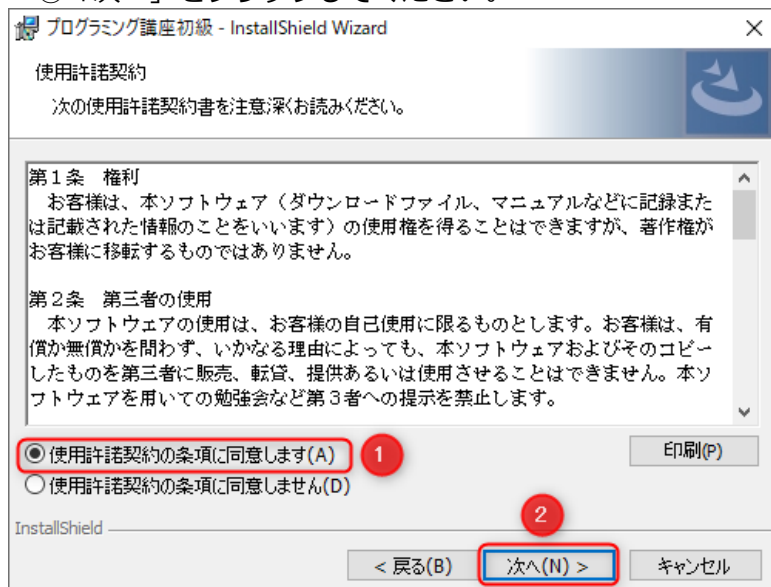 プログラミング講座初級 - InstallShield Wizard
使用許諾契約
次の使用許諾契約書を注意深くお読みください。
第1条 権利
お客様は、本ソフトウェア（ダウンロードファイル、マニュアルなどに記録また
は記載された情報のことをいいます）の使用権を得ることはできますが、著作権が
お客様に移転するものではありません。
第2条 第三者の使用
本ソフトウェアの使用は、お客様の自己使用に限るものとします。お客様は、有
償か無償かを問わず、いかなる理由によっても、本ソフトウェアおよびそのコピー
したものを第三者に販売、転貸、提供あるいは使用させることはできません。本ソ
フトウェアを用いての勉強会など第3者への提示を禁止します。
使用許諾契約の条項に同意します(A) 1
印刷(P)
使用許諾契約の条項に同意しません(D)
2
InstallShield
< 戻る(B) 次へ(N) > キャンセル